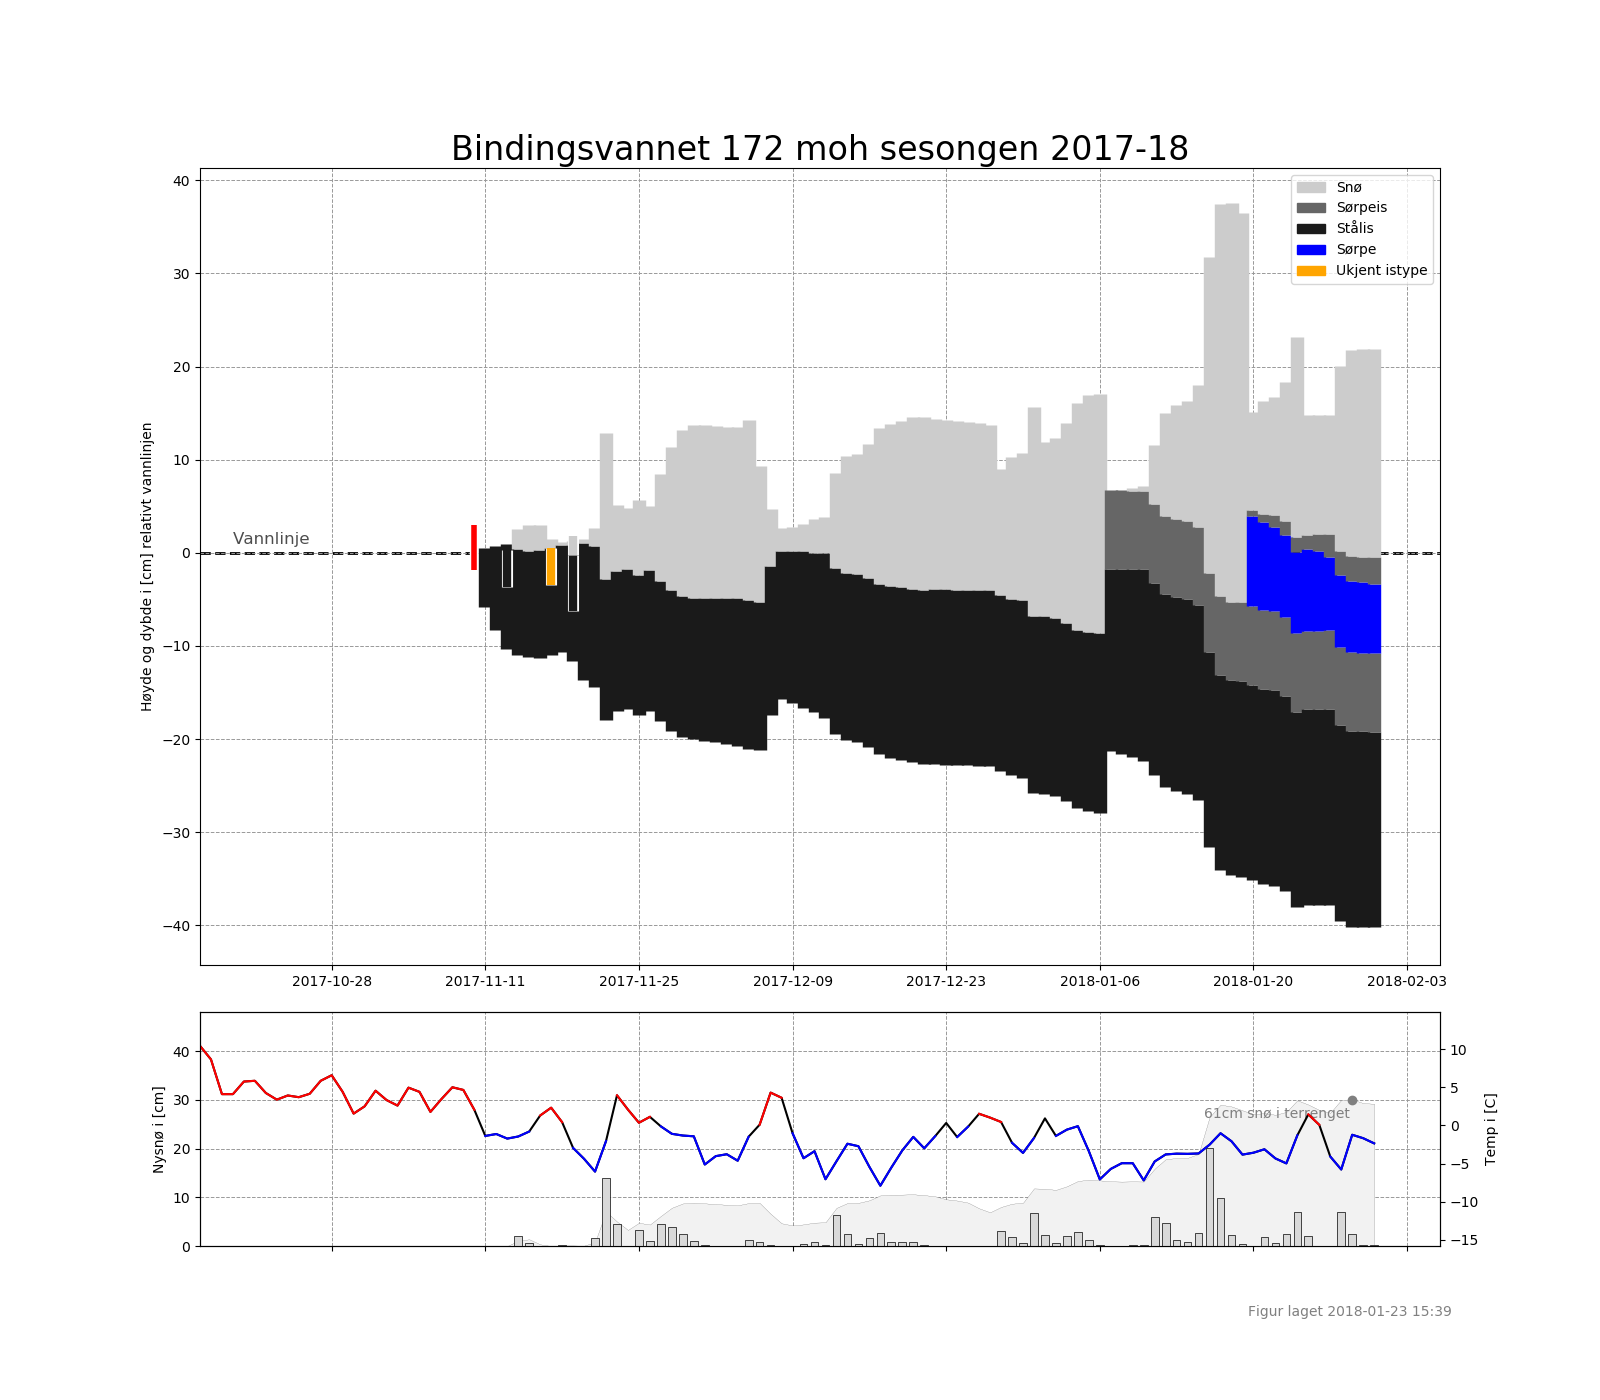 Bindingsvannet 172 moh sesongen 2017-18
40
30
20
10
0
−10
−20
−30
−40
Høyde og dybde i [cm] relativt vannlinjen
Vannlinje
Snø
Sørpeis
Stålis
Sørpe
Ukjent istype
2017-10-28 2017-11-11 2017-11-25 2017-12-09 2017-12-23 2018-01-06 2018-01-20 2018-02-03
40
30
20
10
0
Nysnø i [cm]
61cm snø i terrenget
10
5
0
−5
−10
−15
Temp i [C]
Figur laget 2018-01-23 15:39